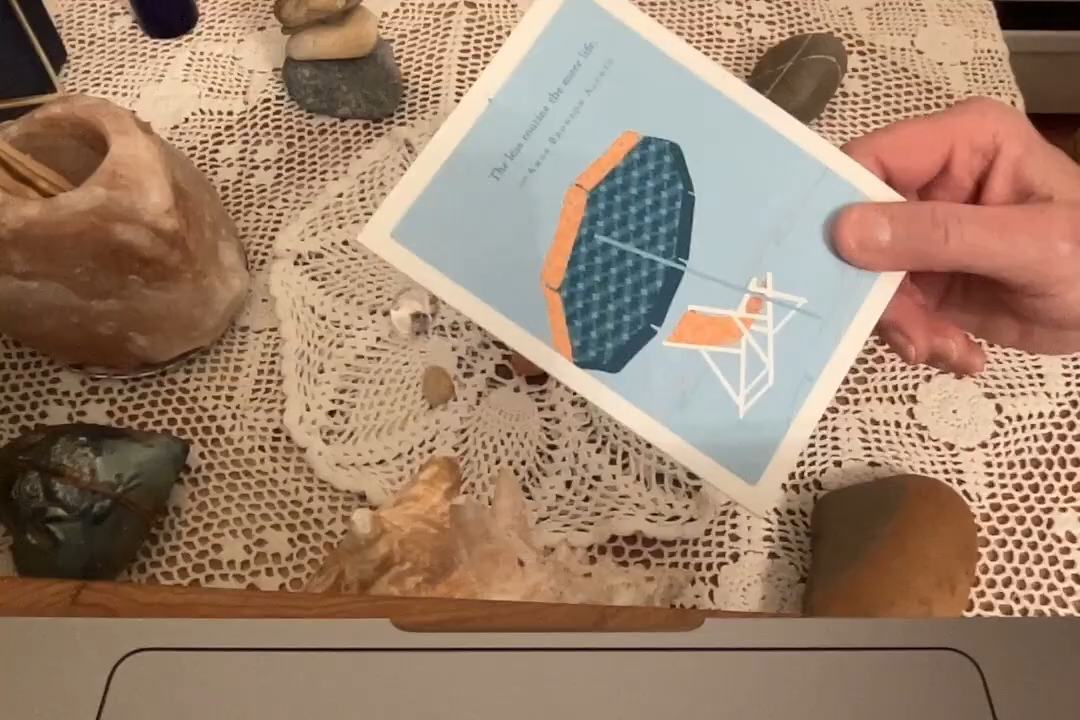 The less routine the more life.
— Amos Bronson Alcott